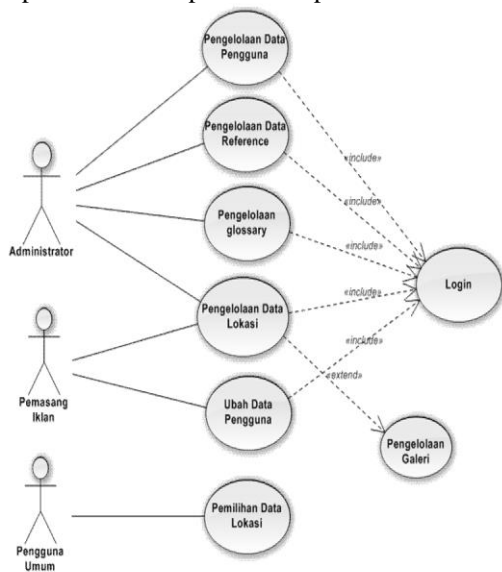 Pengelolaan Data
Pengguna
Pengelolaan Data
Reference
«include»
«include»
Pengelolaan
glossary
«include»
Administrator
Login
Pengelolaan Data
Lokasi
«include»
«include»
«extend»
Pemasang
Iklan
Ubah Data
Pengguna
Pengelolaan
Galeri
Pemilihan Data
Lokasi
Pengguna
Umum